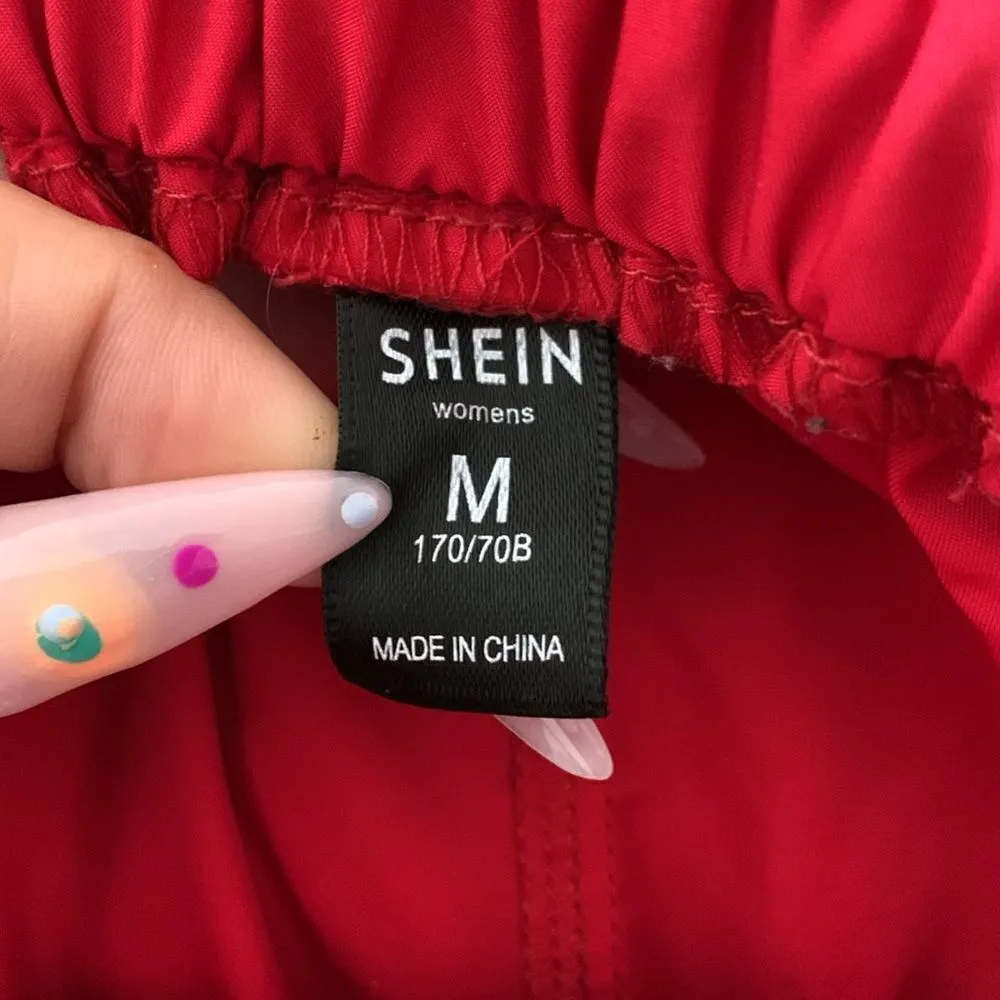 SHEIN
womens
M
170/70B
MADE IN CHINA